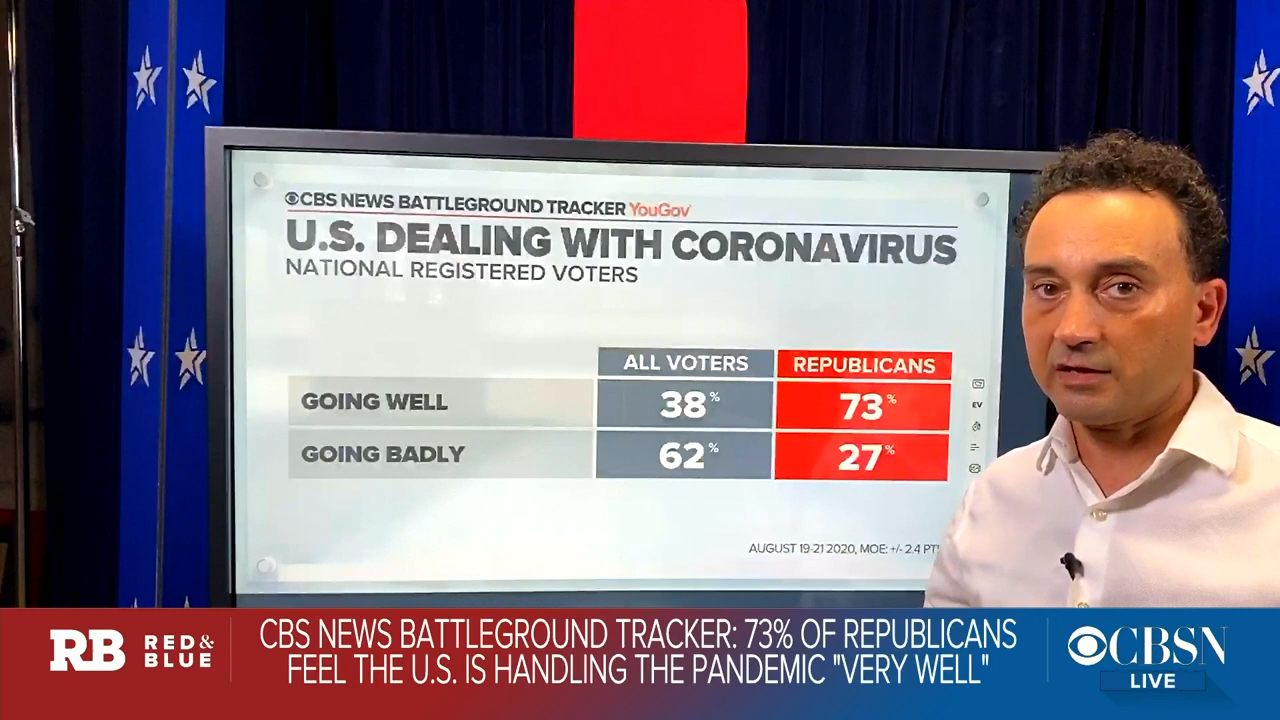 CBS NEWS BATTLEGROUND TRACKER YouGov
U.S. DEALING WITH CORONAVIRUS
NATIONAL REGISTERED VOTERS
ALL VOTERS REPUBLICANS
GOING WELL 38% 73%
GOING BADLY 62% 27%
EV
AUGUST 19-21 2020, MOE: +/- 2.4 PT
RB RED & BLUE
CBS NEWS BATTLEGROUND TRACKER: 73% OF REPUBLICANS
FEEL THE U.S. IS HANDLING THE PANDEMIC "VERY WELL"
CBSN
LIVE